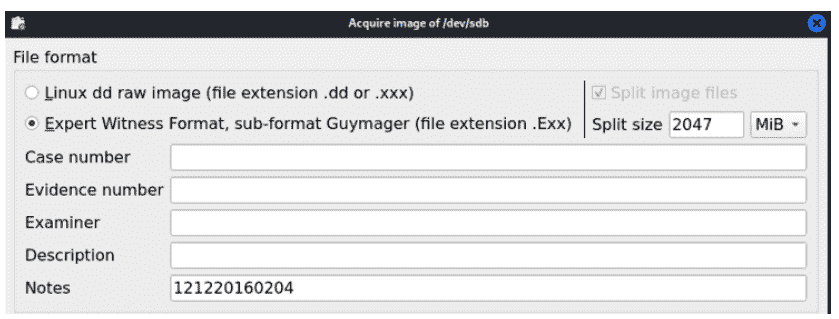 Acquire image of /dev/sdb
File format
Linux dd raw image (file extension .dd or .xxx)
Split image files
Expert Witness Format, sub-format Guymager (file extension .Exx)
Split size 2047 MiB
Case number
Evidence number
Examiner
Description
Notes 121220160204